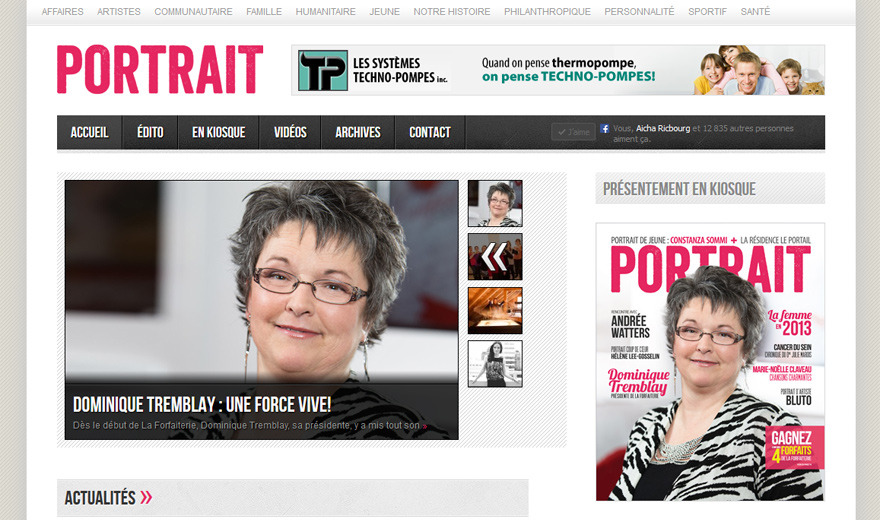 AFFAIRES ARTISTES COMMUNAUTAIRE FAMILLE HUMANITAIRE JEUNE NOTRE HISTOIRE PHILANTHROPIQUE PERSONNALITÉ SPORTIF SANTÉ
PORTRAIT
TP
LES SYSTÈMES
TECHNO-POMPES inc.
Quand on pense thermopompe,
on pense TECHNO-POMPES!
ACCUEIL ÉDITO EN KIOSQUE VIDÉOS ARCHIVES CONTACT
J'aime
Vous, Aicha Ricbourg et 12 835 autres personnes
aiment ça.
DOMINIQUE TREMBLAY : UNE FORCE VIVE!
Dès le début de La Forfaiterie, Dominique Tremblay, sa présidente, y a mis tout son »
ACTUALITÉS »
PRÉSENTEMENT EN KIOSQUE
PORTRAIT DE JEUNE : CONSTANZA SOMMI + LA RÉSIDENCE LE PORTAIL
PORTRAIT
RENCONTRE AVEC
ANDRÉE
WATTERS
PORTRAIT COUP DE CŒUR
HÉLÈNE LEE-GOSSELIN
Dominique
Tremblay
PRÉSIDENTE DE LA FORFAITERIE
La femme
EN 2013
CANCER DU SEIN
MARIE-NOËLLE CLAVEAU
CHANSONS CHARMANTES
PORTRAIT D'ARTISTE
BLUTO
GAGNEZ
4 FORFAITS
DE LA FORFAITERIE